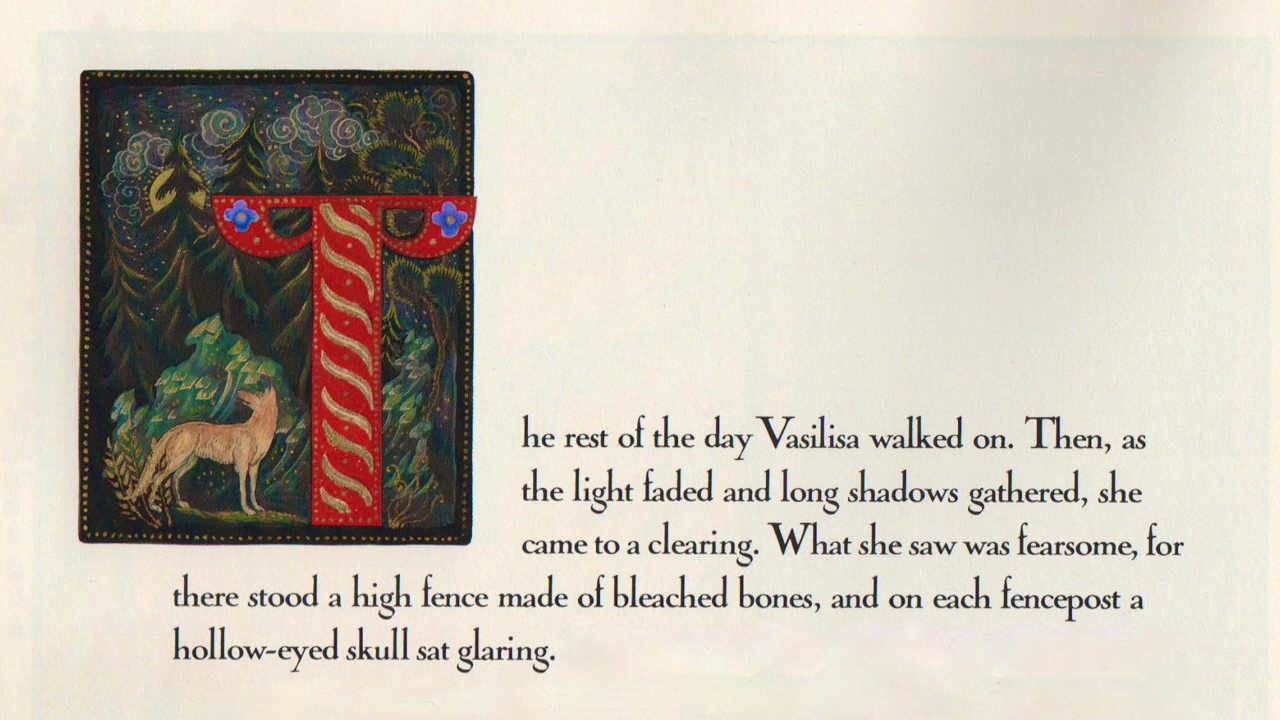 The rest of the day Vasilisa walked on. Then, as
the light faded and long shadows gathered, she
came to a clearing. What she saw was fearsome, for
there stood a high fence made of bleached bones, and on each fencepost a
hollow-eyed skull sat glaring.